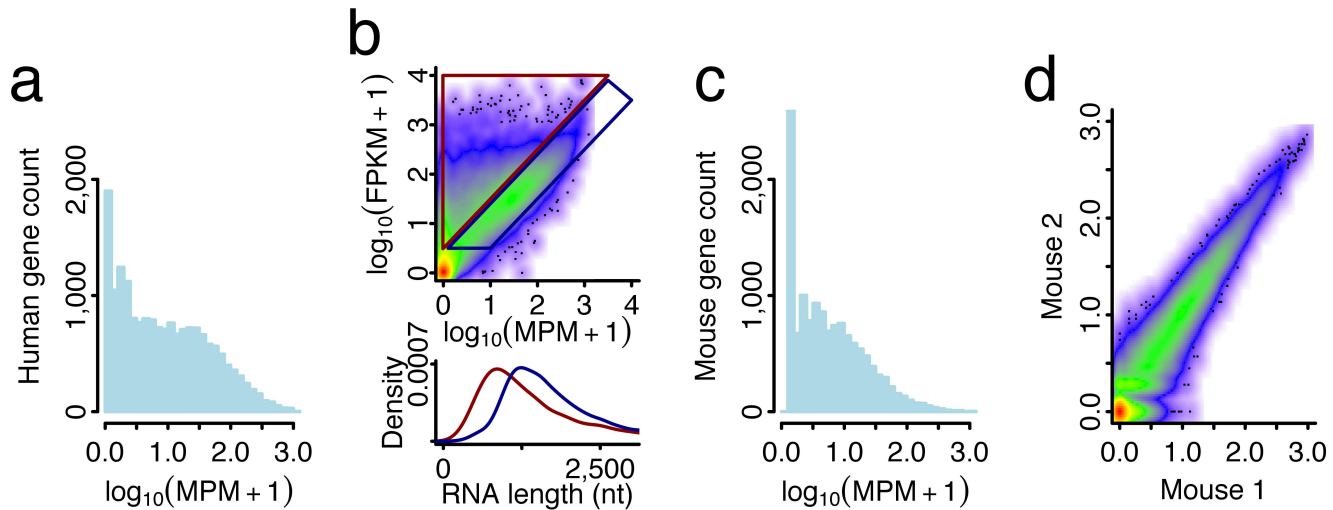 a
Human gene count
2,000
1,000
0
0.0 1.0 2.0 3.0
log10(MPM + 1)
b
log10(FPKM + 1)
4
3
2
1
0
0 1 2 3 4
log10(MPM + 1)
Density
0.0007
0 2,500
RNA length (nt)
c
Mouse gene count
2,000
1,000
0
0.0 1.0 2.0 3.0
log10(MPM + 1)
d
Mouse 2
3.0
2.0
1.0
0.0
0.0 1.0 2.0 3.0
Mouse 1